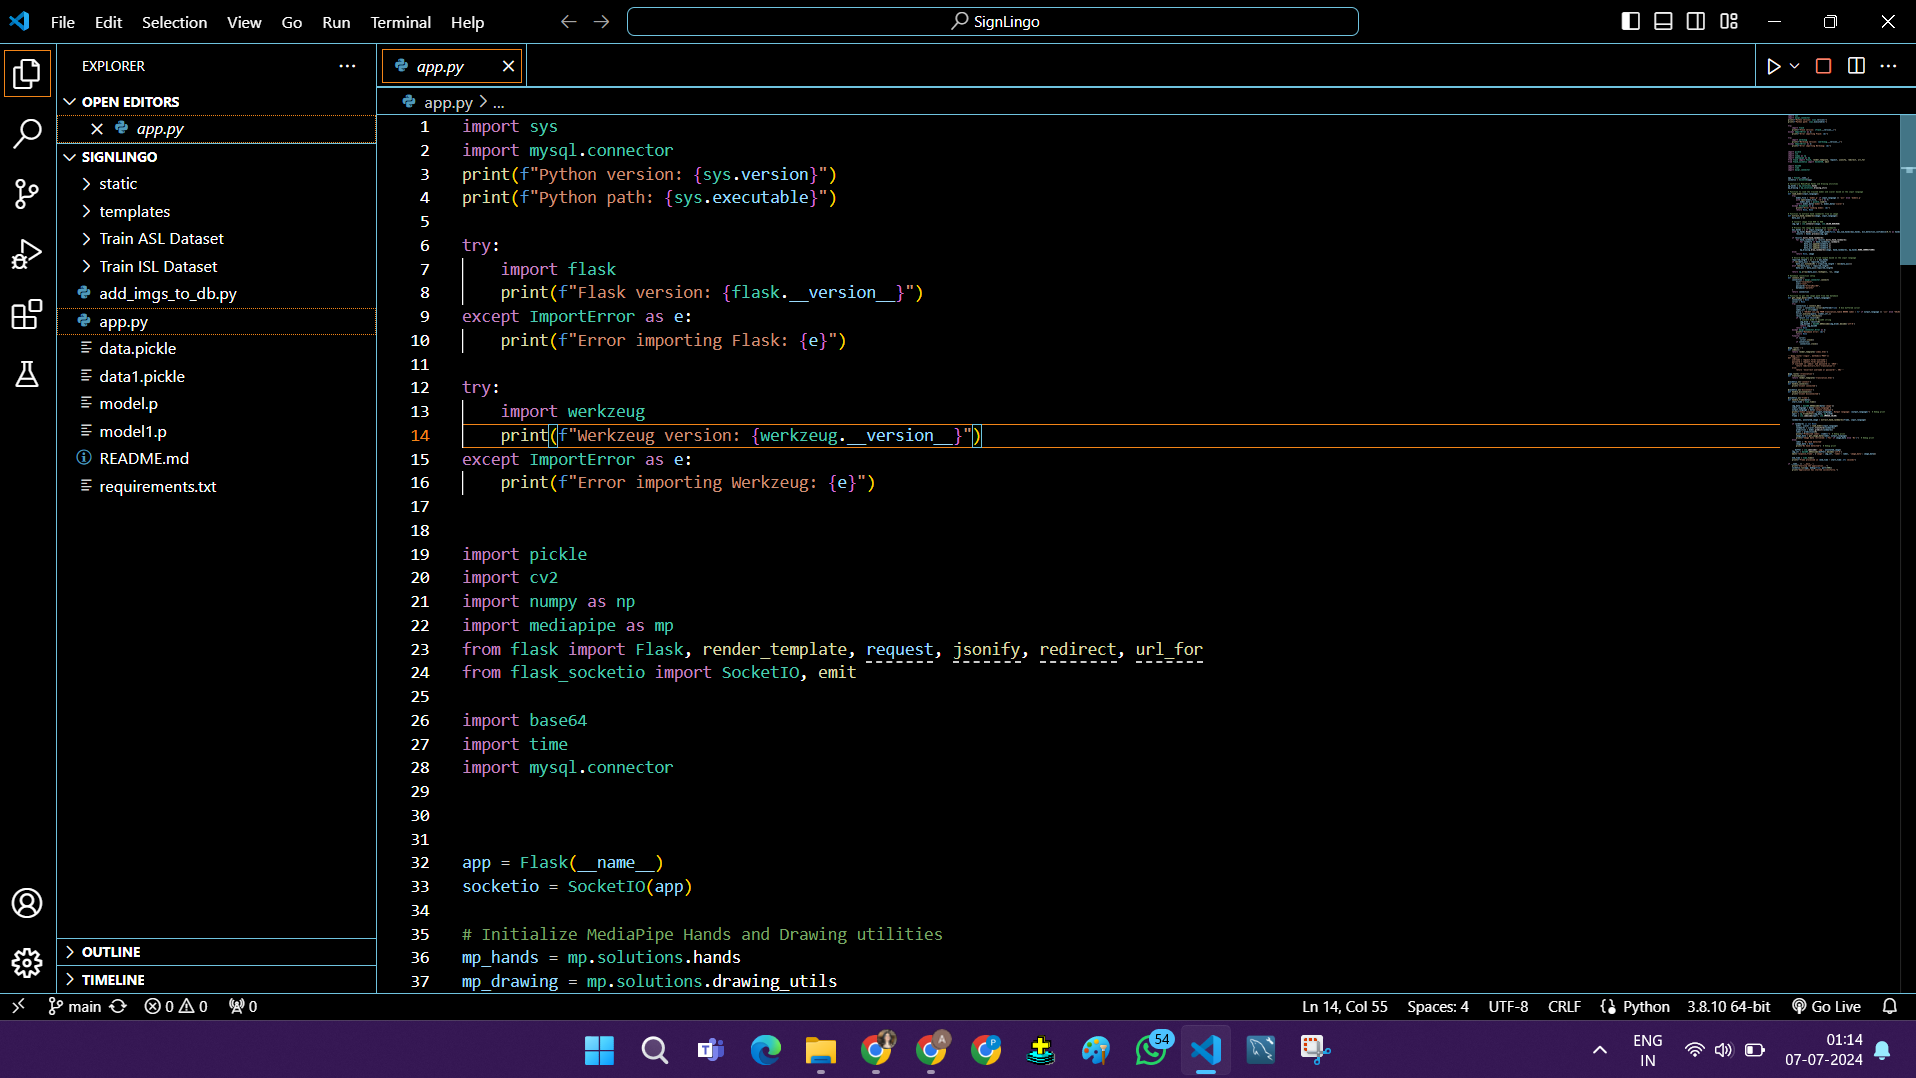 File Edit Selection View Go Run Terminal Help
SignLingo
EXPLORER
OPEN EDITORS
app.py
SIGNLINGO
static
templates
Train ASL Dataset
Train ISL Dataset
add_imgs_to_db.py
app.py
data.pickle
data1.pickle
model.p
model1.p
README.md
requirements.txt
OUTLINE
TIMELINE
app.py
app.py > ...
1 import sys
2 import mysql.connector
3 print(f"Python version: {sys.version}")
4 print(f"Python path: {sys.executable}")
5
6 try:
7     import flask
8     print(f"Flask version: {flask.__version__}")
9 except ImportError as e:
10     print(f"Error importing Flask: {e}")
11
12 try:
13     import werkzeug
14     print(f"Werkzeug version: {werkzeug.__version__}")
15 except ImportError as e:
16     print(f"Error importing Werkzeug: {e}")
17
18
19 import pickle
20 import cv2
21 import numpy as np
22 import mediapipe as mp
23 from flask import Flask, render_template, request, jsonify, redirect, url_for
24 from flask_socketio import SocketIO, emit
25
26 import base64
27 import time
28 import mysql.connector
29
30
31
32 app = Flask(__name__)
33 socketio = SocketIO(app)
34
35 # Initialize MediaPipe Hands and Drawing utilities
36 mp_hands = mp.solutions.hands
37 mp_drawing = mp.solutions.drawing_utils
main 0 0 0
Ln 14, Col 55 Spaces: 4 UTF-8 CRLF Python 3.8.10 64-bit Go Live
A
P
54
ENG
IN
01:14
07-07-2024